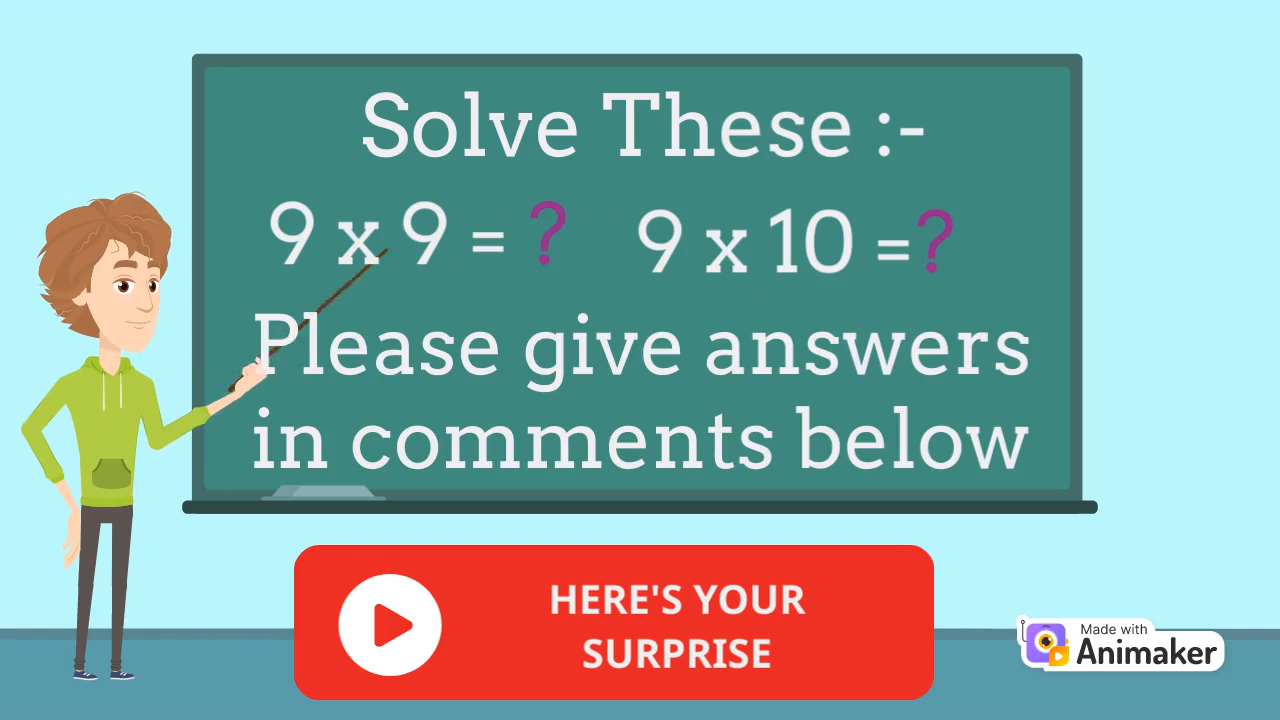 Solve These :-
9 x 9 = ? 9 x 10 =?
Please give answers
in comments below
HERE'S YOUR
SURPRISE
Made with
Animaker